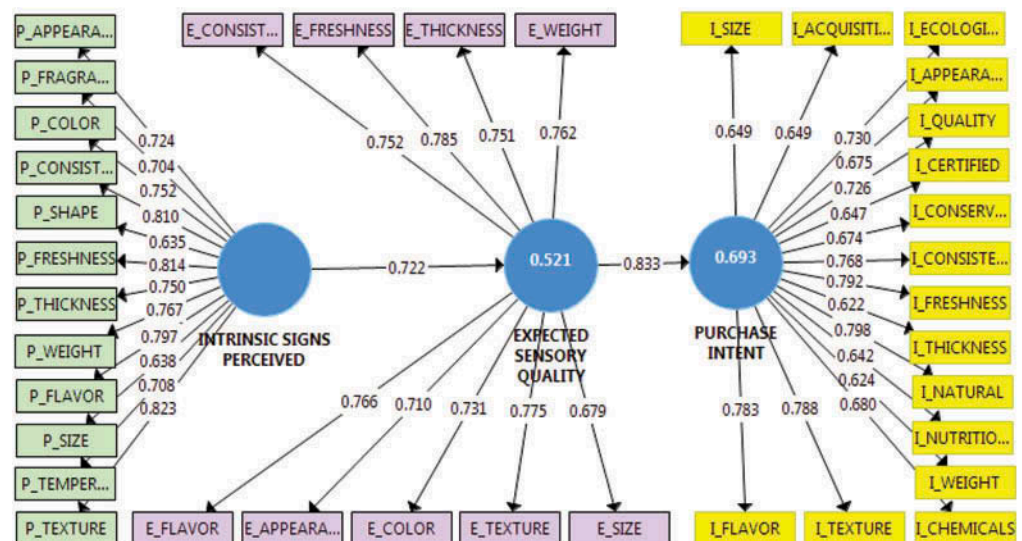 P_APPEARA...
P_FRAGRA...
P_COLOR
P_CONSIST...
P_SHAPE
P_FRESHNESS
P_THICKNESS
P_WEIGHT
P_FLAVOR
P_SIZE
P_TEMPER...
P_TEXTURE
0.724
0.704
0.752
0.810
0.635
0.814
0.750
0.767
0.797
0.638
0.708
0.823
INTRINSIC SIGNS
PERCEIVED
0.722
E_CONSIST...
E_FRESHNESS
E_THICKNESS
E_WEIGHT
0.752
0.785
0.751
0.762
0.521
EXPECTED
SENSORY
QUALITY
0.766
0.710
0.731
0.775
0.679
E_FLAVOR
E_APPEARA...
E_COLOR
E_TEXTURE
E_SIZE
0.833
I_SIZE
I_ACQUISITI...
0.649
0.649
0.693
PURCHASE
INTENT
0.730
0.675
0.726
0.647
0.674
0.768
0.792
0.622
0.798
0.642
0.624
0.680
I_ECOLOGI...
I_APPEARA...
I_QUALITY
I_CERTIFIED
I_CONSERV...
I_CONSISTE...
I_FRESHNESS
I_THICKNESS
I_NATURAL
I_NUTRITIO...
I_WEIGHT
I_CHEMICALS
0.783
0.788
I_FLAVOR
I_TEXTURE